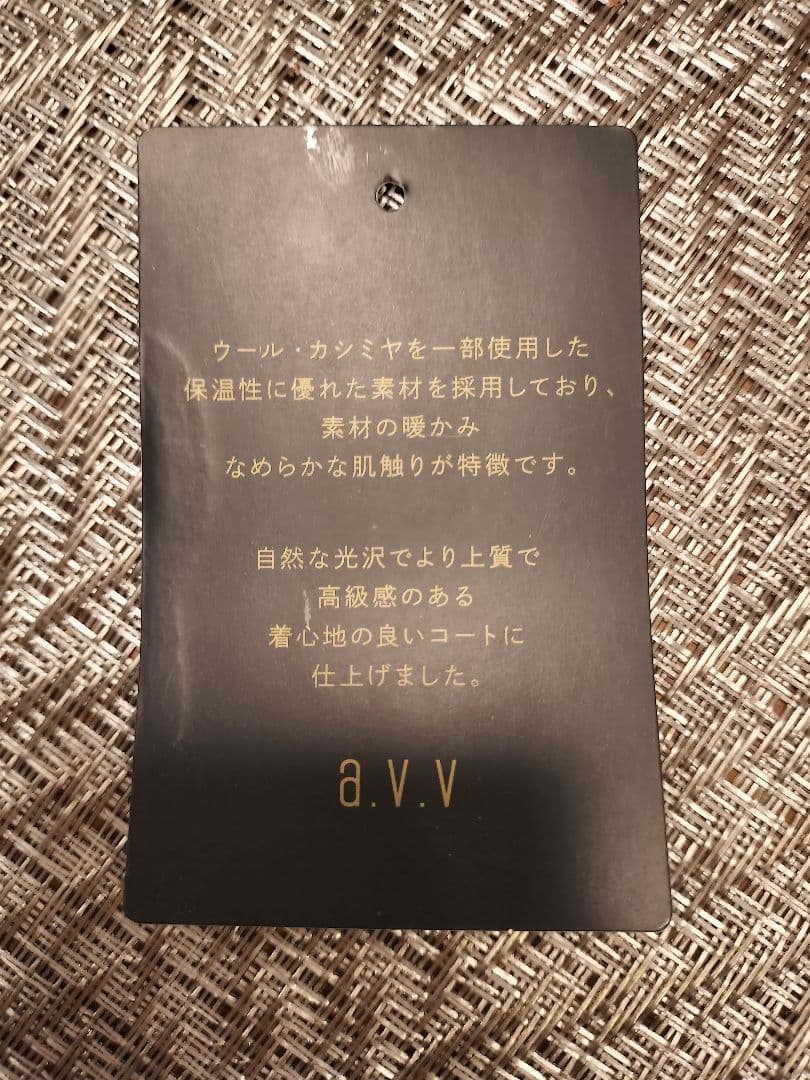 ウール・カシミヤを一部使用した
保温性に優れた素材を採用しており、
素材の暖かみ
なめらかな肌触りが特徴です。
自然な光沢でより上質で
高級感のある
着心地の良いコートに
仕上げました。
a.v.v